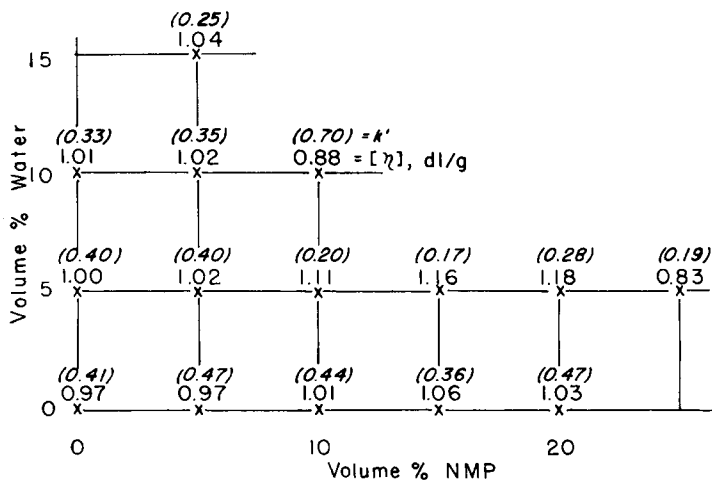 (0.25)
15 1.04
(0.33) (0.35) (0.70) = k'
1.01 1.02 0.88 = [η], dl/g
10
(0.40) (0.40) (0.20) (0.17) (0.28) (0.19)
1.00 1.02 1.11 1.16 1.18 0.83
5
(0.41) (0.47) (0.44) (0.36) (0.47)
0.97 0.97 1.01 1.06 1.03
0
0 10 20
Volume % NMP
Volume % Water